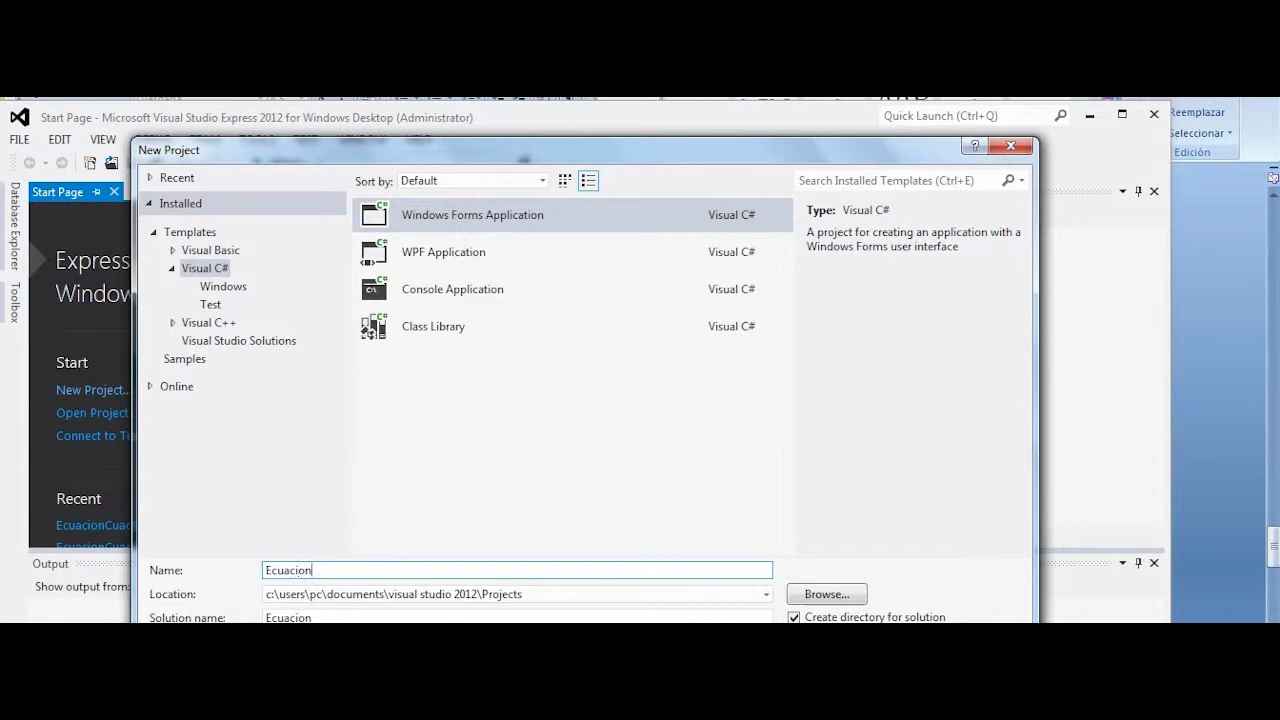 Reemplazar
Seleccionar
Edición
Start Page - Microsoft Visual Studio Express 2012 for Windows Desktop (Administrator)
Quick Launch (Ctrl+Q)
FILE EDIT VIEW
New Project
Start Page
Database Explorer
Toolbox
Express
Window
Start
New Project...
Open Project
Connect to Te
Recent
EcuacionCuad
Output
Show output from:
Recent
Installed
Templates
Visual Basic
Visual C#
Windows
Test
Visual C++
Visual Studio Solutions
Samples
Online
Sort by: Default
Search Installed Templates (Ctrl+E)
Windows Forms Application Visual C#
WPF Application Visual C#
Console Application Visual C#
Class Library Visual C#
Type: Visual C#
A project for creating an application with a
Windows Forms user interface
Name: Ecuacion
Location: c:\users\pc\documents\visual studio 2012\Projects
Browse...
Solution name: Ecuacion
Create directory for solution